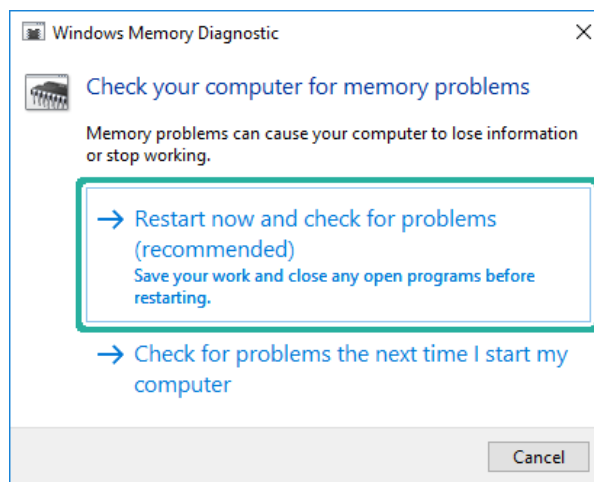 Windows Memory Diagnostic
Check your computer for memory problems
Memory problems can cause your computer to lose information
or stop working.
Restart now and check for problems
(recommended)
Save your work and close any open programs before
restarting.
Check for problems the next time I start my
computer
Cancel